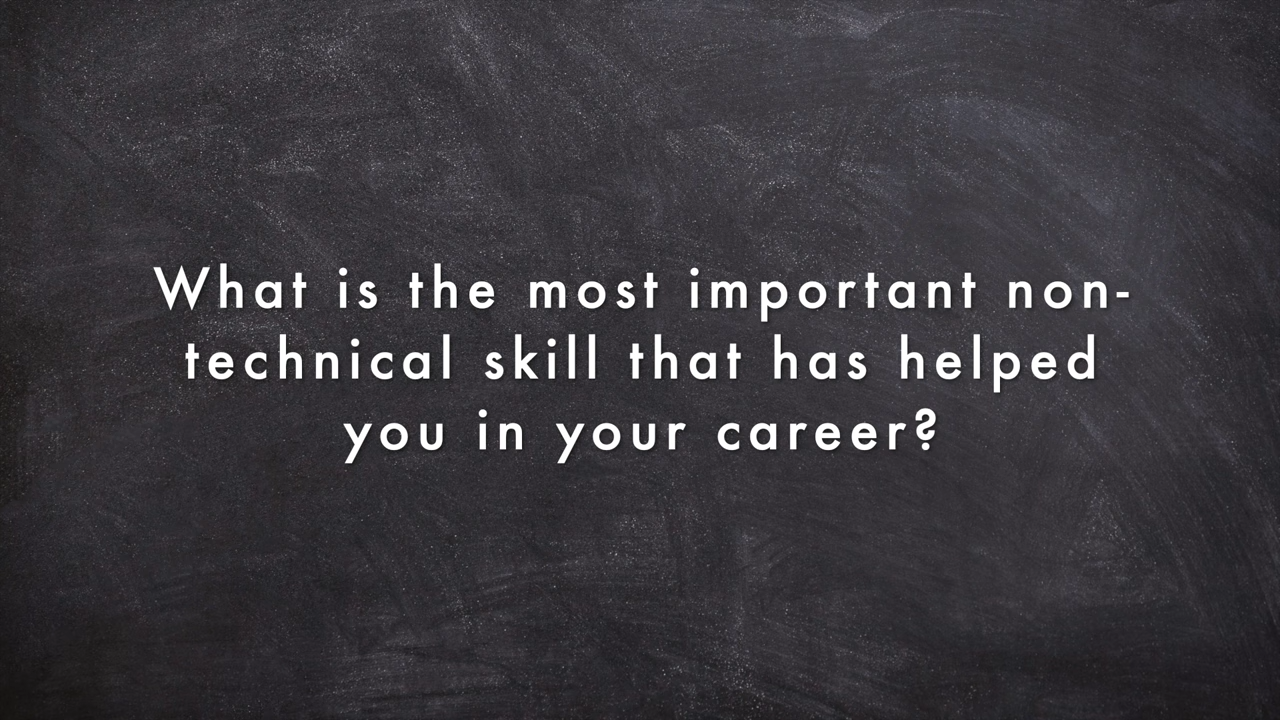 What is the most important non-
technical skill that has helped
you in your career?